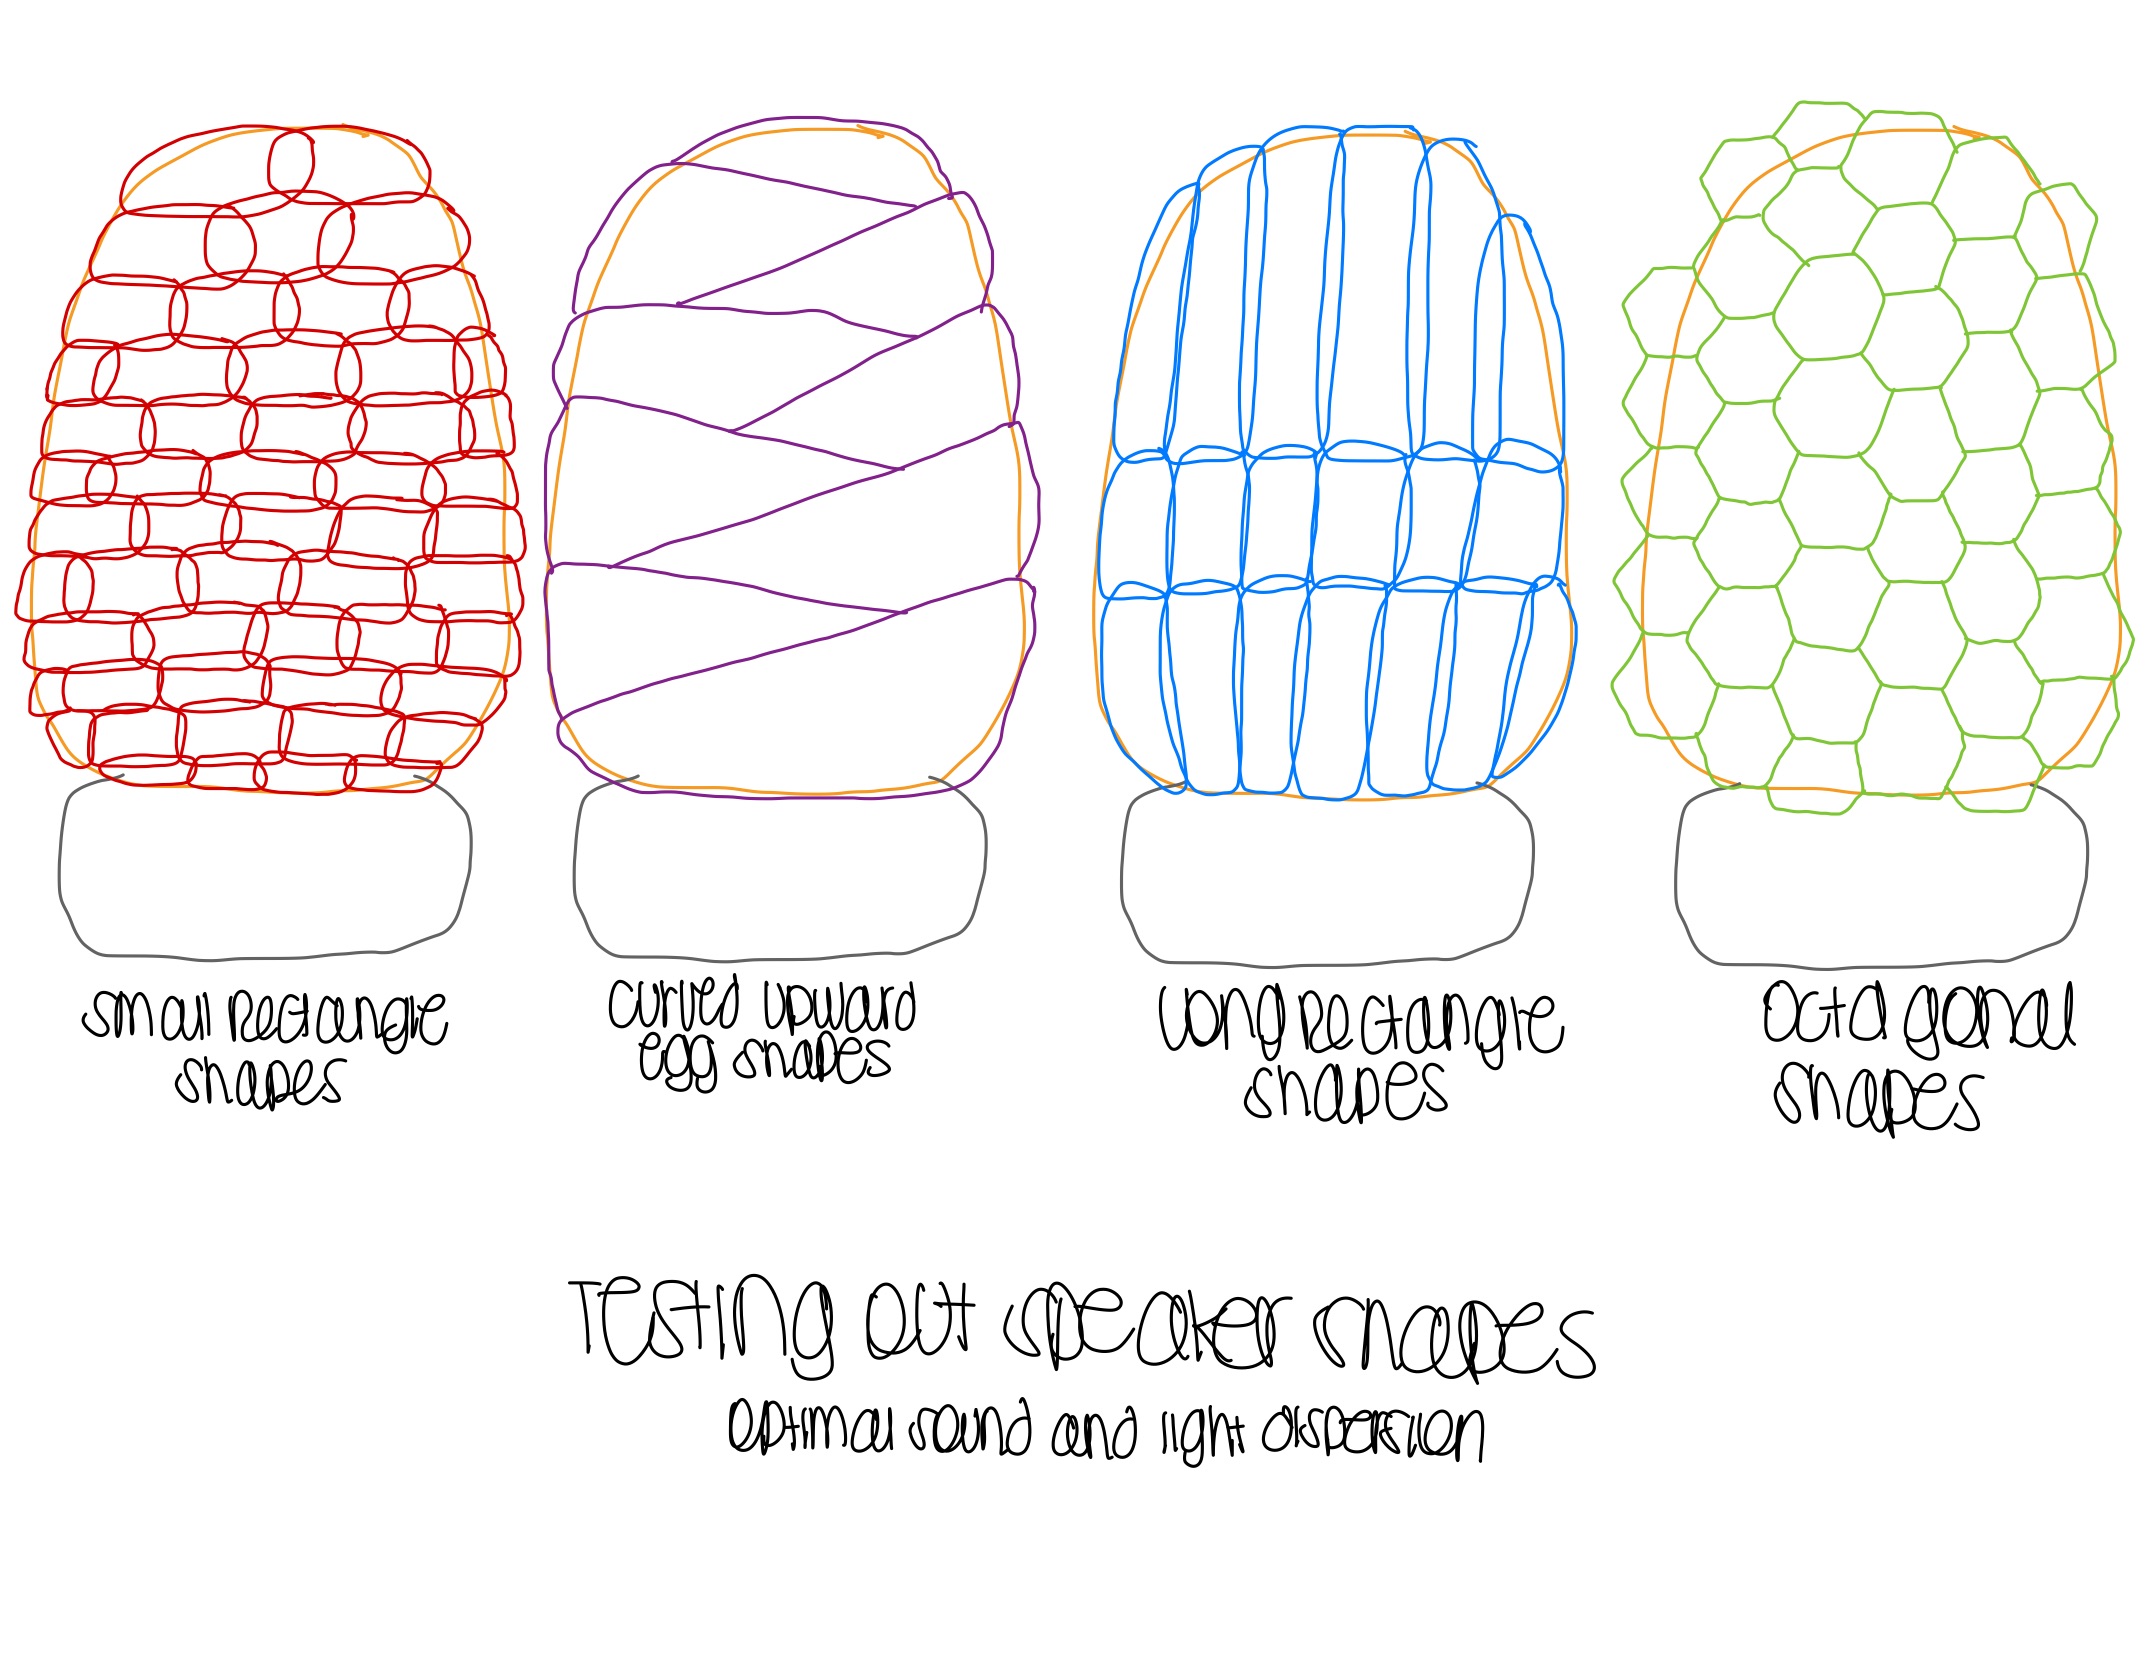 small Rectangle
shapes
curled upward
egg shapes
Long Rectangle
shapes
Octagonal
shapes
Testing out speaker shapes
optimal sound and light dispersion